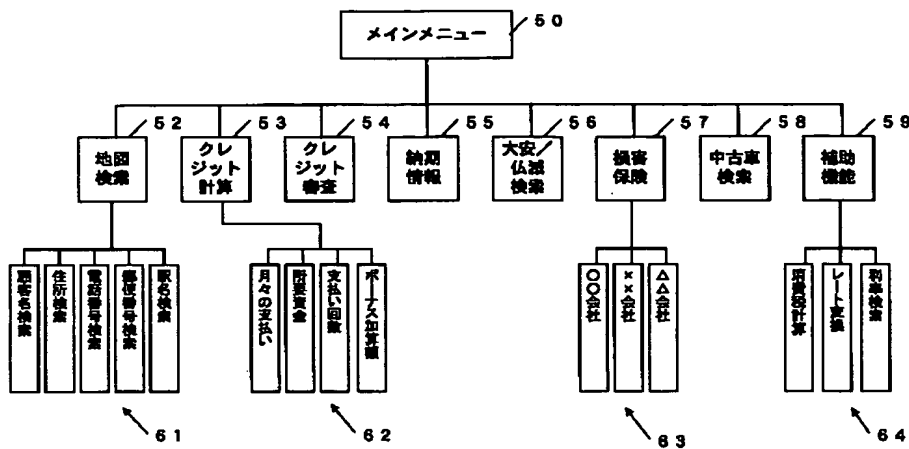 メインメニュー
50
52
53
54
55
56
57
58
59
地図
検索
クレ
ジット
計算
クレ
ジット
審査
納期
情報
大安/
仏滅
検索
損害
保険
中古車
検索
補助
機能
顧客名検索
住所検索
電話番号検索
郵便番号検索
駅名検索
月々の支払い
所要資金
支払い回数
ボーナス加算額
○○会社
××会社
△△会社
消費税計算
レート変換
利率検索
61
62
63
64